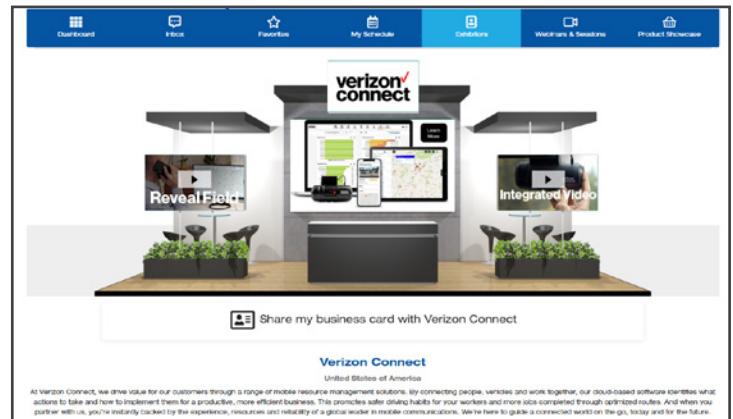 Dashboard
Inbox
Favorites
My Schedule
Exhibitors
Webinars & Sessions
Product Showcase
verizon✓
connect
Learn
More
Reveal Field
Integrated Video
Share my business card with Verizon Connect
Verizon Connect
United States of America
At Verizon Connect, we drive value for our customers through a range of mobile resource management solutions. By connecting people, vehicles and work together, our cloud-based software identifies what
actions to take and how to implement them for a productive, more efficient business. This promotes safer driving habits for your workers and more jobs completed through optimized routes. And when you
partner with us, you're instantly backed by the experience, resources and reliability of a global leader in mobile communications. We're here to guide a connected world on the go, today and for the future.